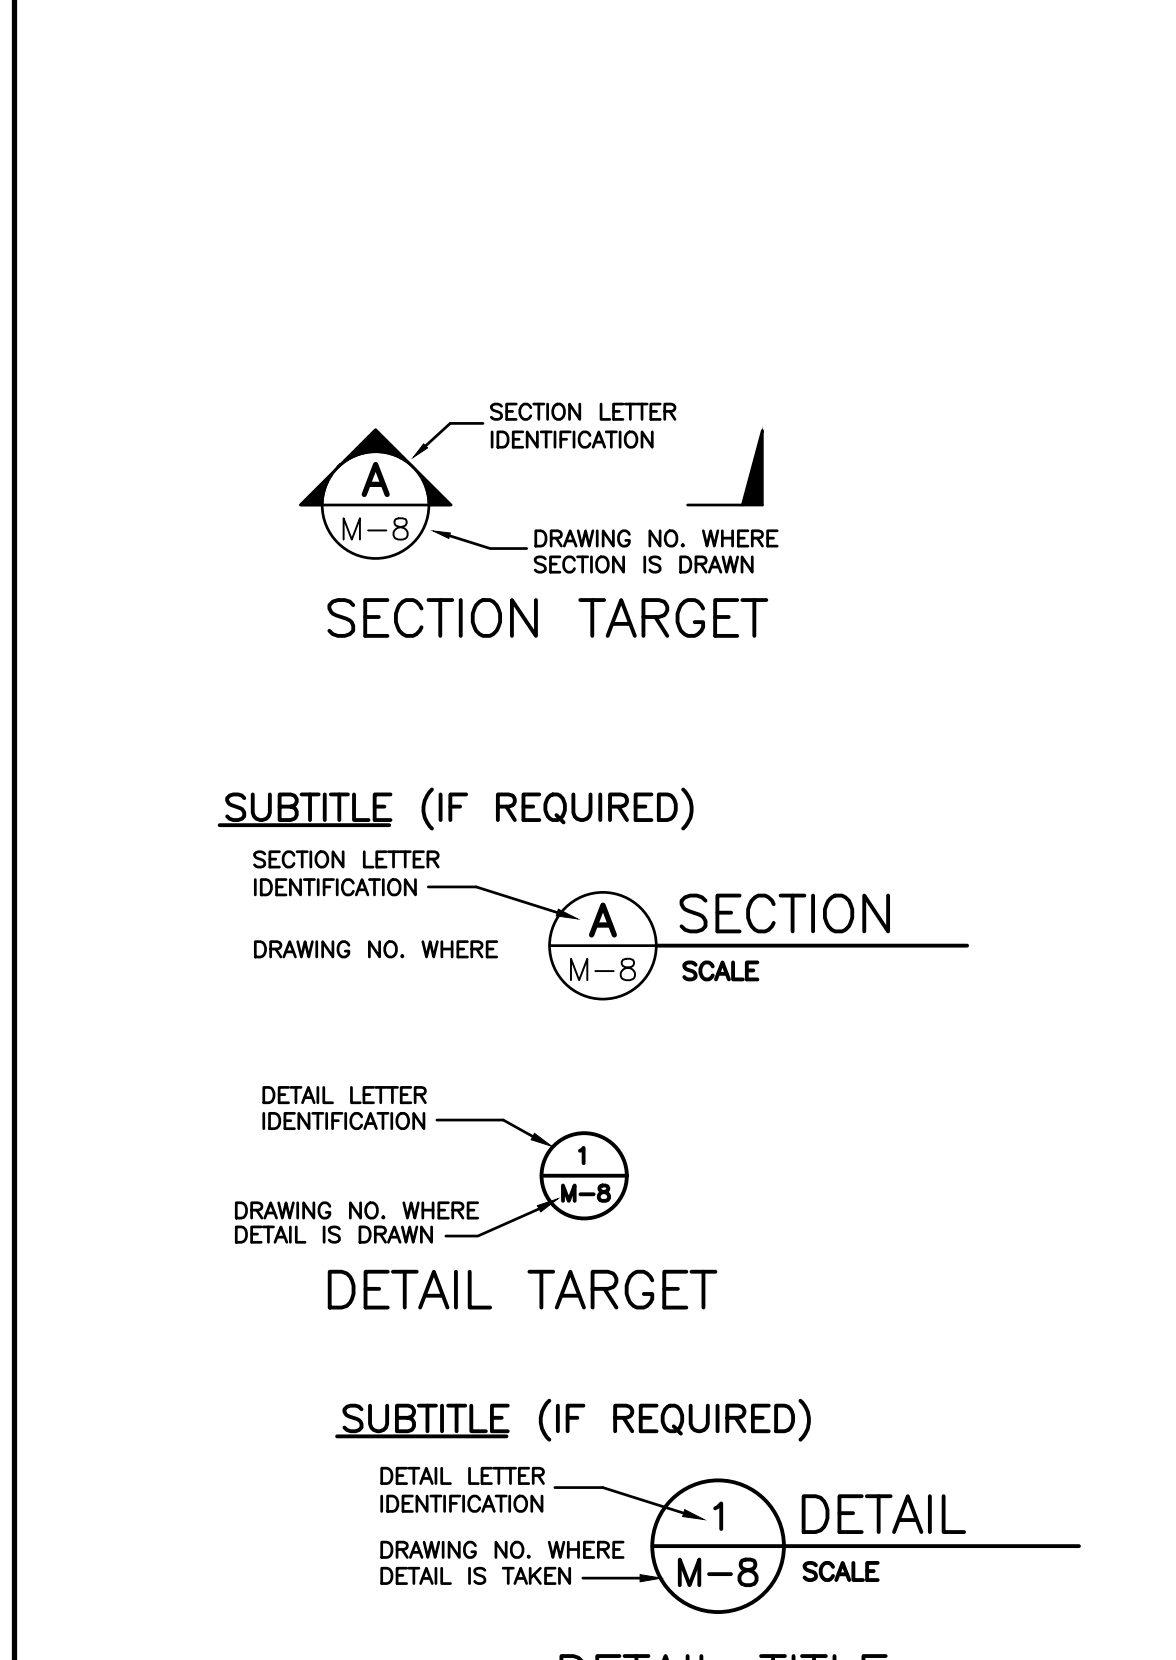 SECTION LETTER
IDENTIFICATION
A
M-8
DRAWING NO. WHERE
SECTION IS DRAWN
SECTION TARGET
SUBTITLE (IF REQUIRED)
SECTION LETTER
IDENTIFICATION
A
SECTION
DRAWING NO. WHERE
M-8
SCALE
DETAIL LETTER
IDENTIFICATION
1
M-8
DRAWING NO. WHERE
DETAIL IS DRAWN
DETAIL TARGET
SUBTITLE (IF REQUIRED)
DETAIL LETTER
IDENTIFICATION
1
DETAIL
DRAWING NO. WHERE
DETAIL IS TAKEN
M-8
SCALE
DETAIL TITLE